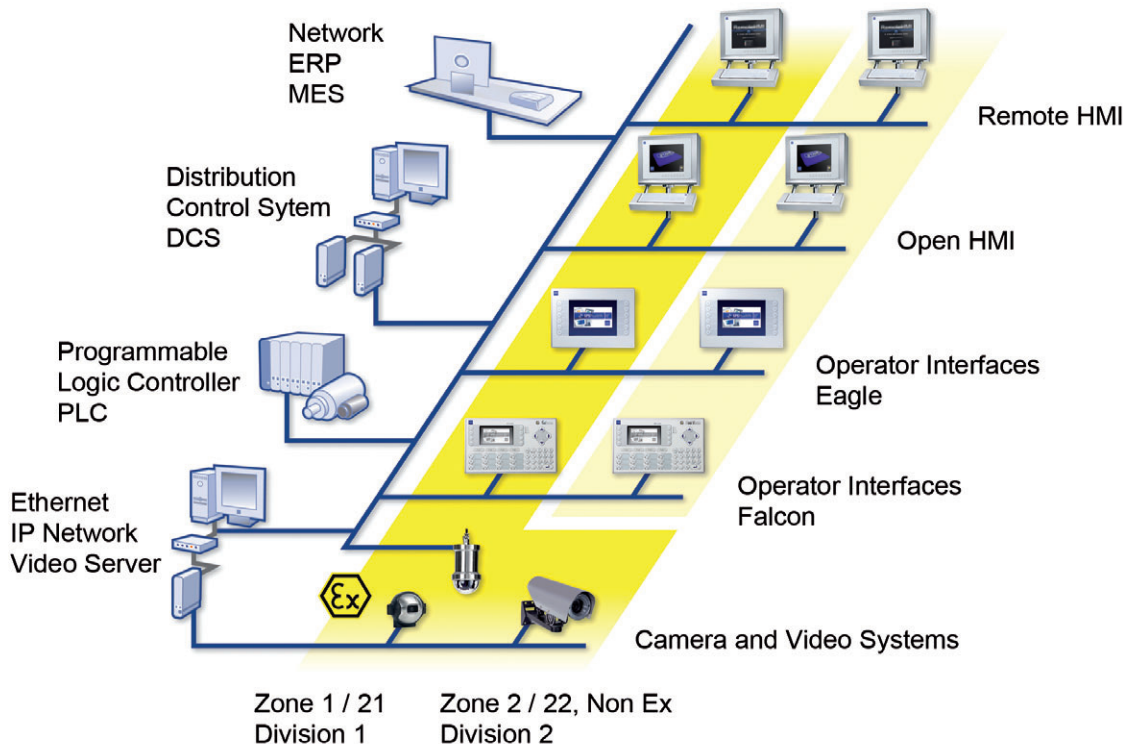 Network
ERP
MES
Remote HMI
Distribution
Control Sytem
DCS
Open HMI
Programmable
Logic Controller
PLC
Operator Interfaces
Eagle
Ethernet
IP Network
Video Server
Operator Interfaces
Falcon
Ex
Camera and Video Systems
Zone 1 / 21
Division 1
Zone 2 / 22, Non Ex
Division 2